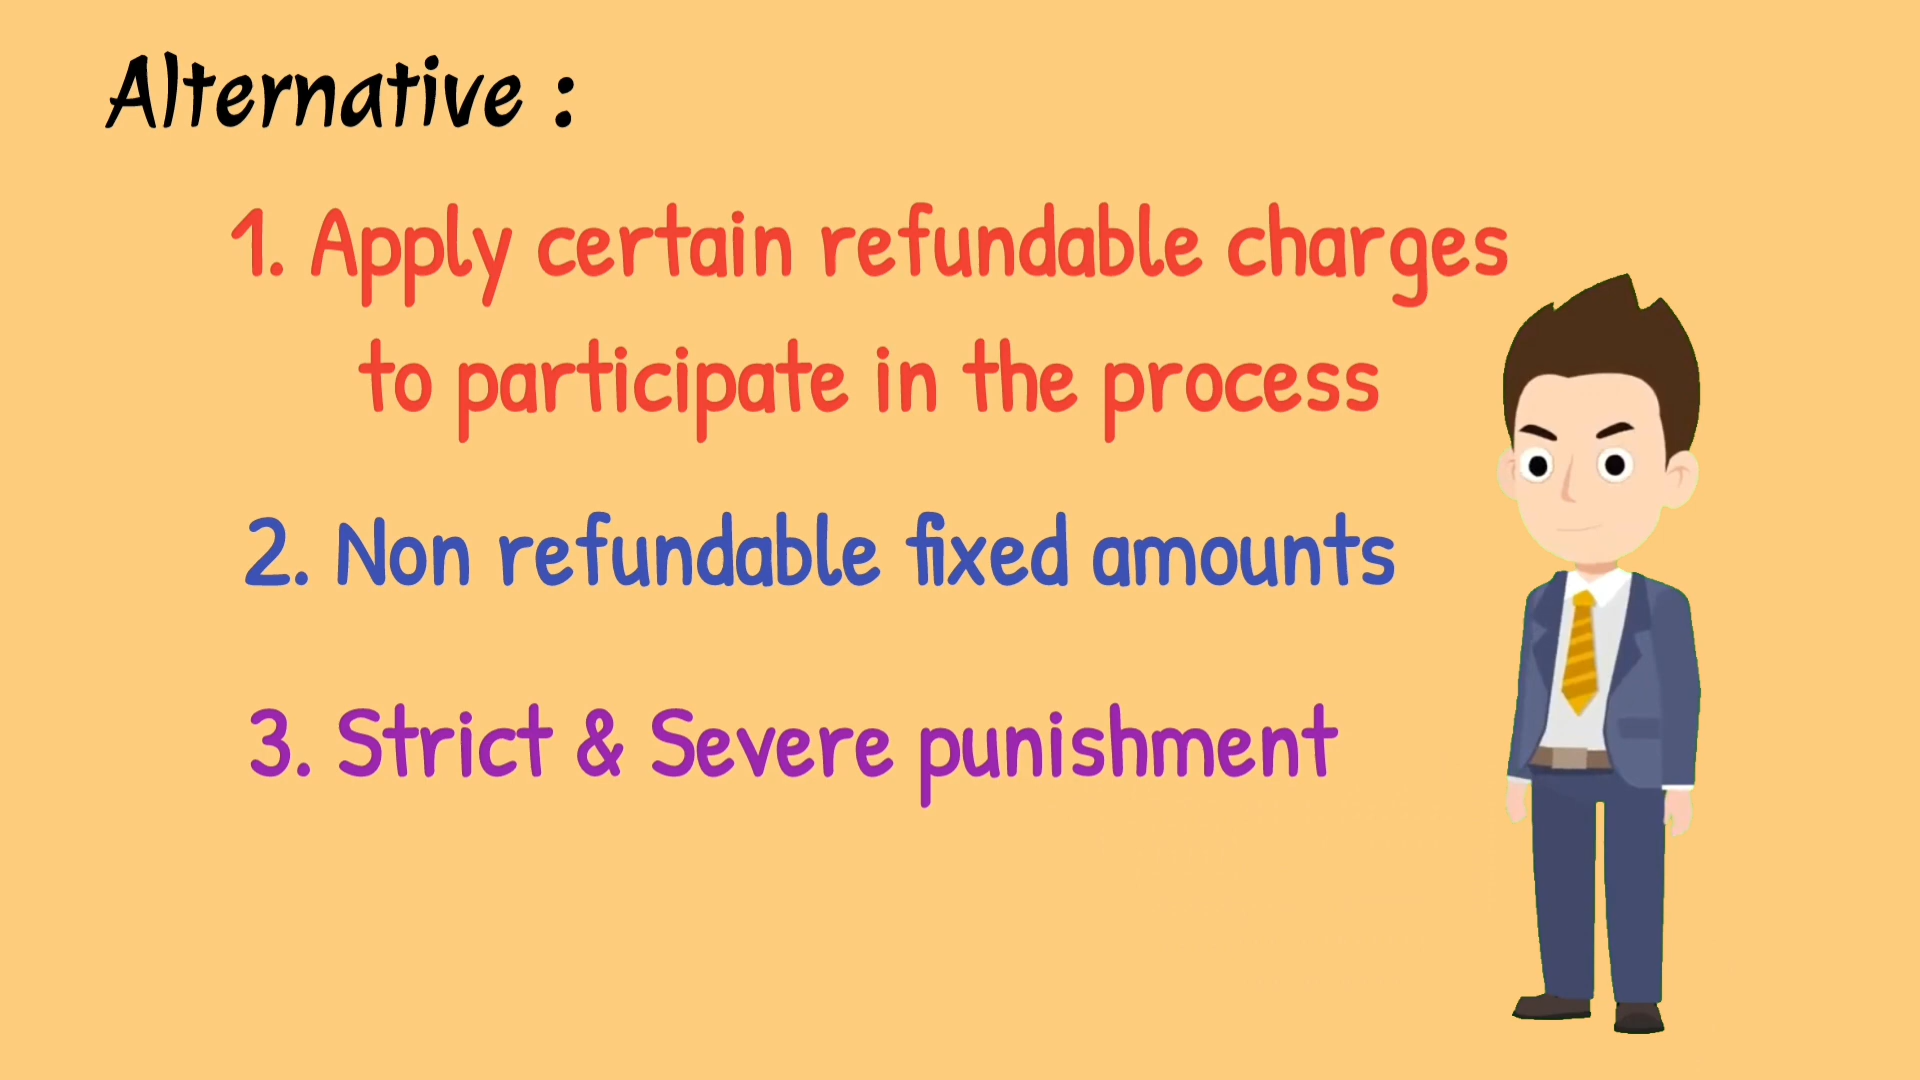 Alternative :
1. Apply certain refundable charges
to participate in the process
2. Non refundable fixed amounts
3. Strict & Severe punishment